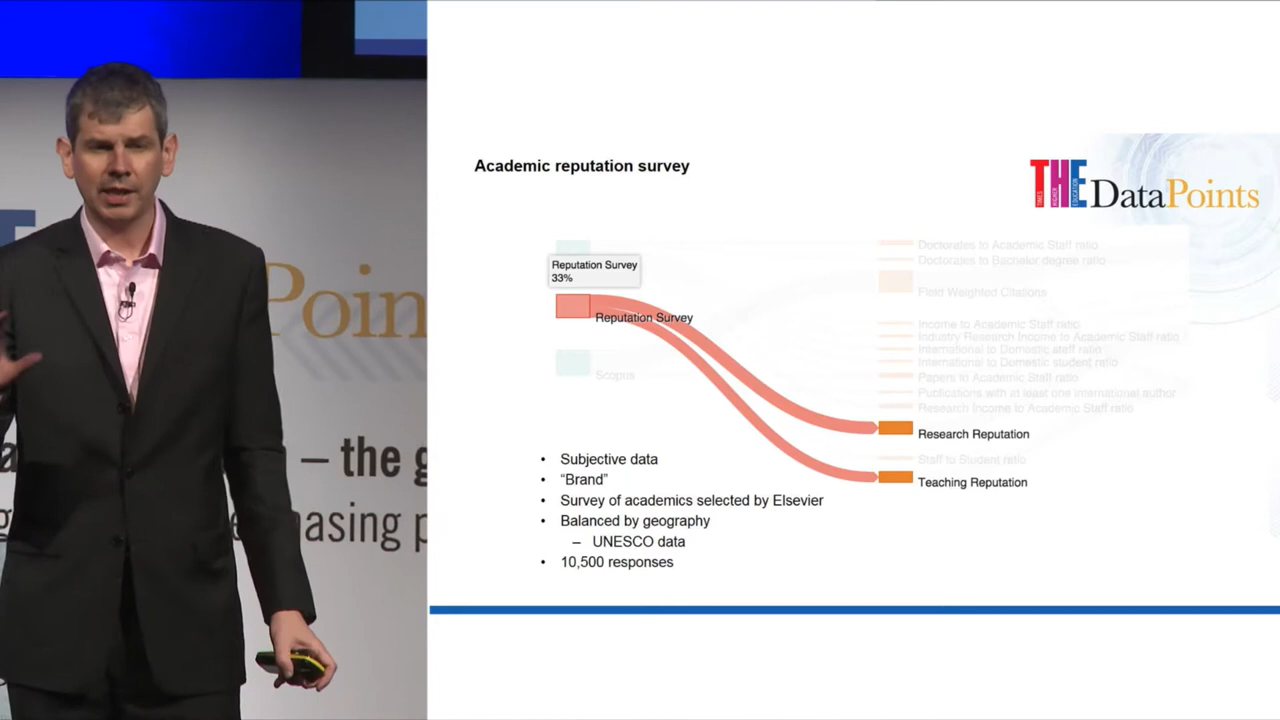 Academic reputation survey
THE
TIMES
HIGHER
EDUCATION
DataPoints
Reputation Survey
33%
Reputation Survey
Scopus
Doctorates to Academic Staff ratio
Doctorates to Bachelor degree ratio
Field Weighted Citations
Income to Academic Staff ratio
Industry Research Income to Academic Staff ratio
International to Domestic staff ratio
International to Domestic student ratio
Papers to Academic Staff ratio
Publications with at least one international author
Research Income to Academic Staff ratio
Research Reputation
Staff to Student ratio
Teaching Reputation
• Subjective data
• “Brand”
• Survey of academics selected by Elsevier
• Balanced by geography
– UNESCO data
• 10,500 responses
Poin
– the g
asing p